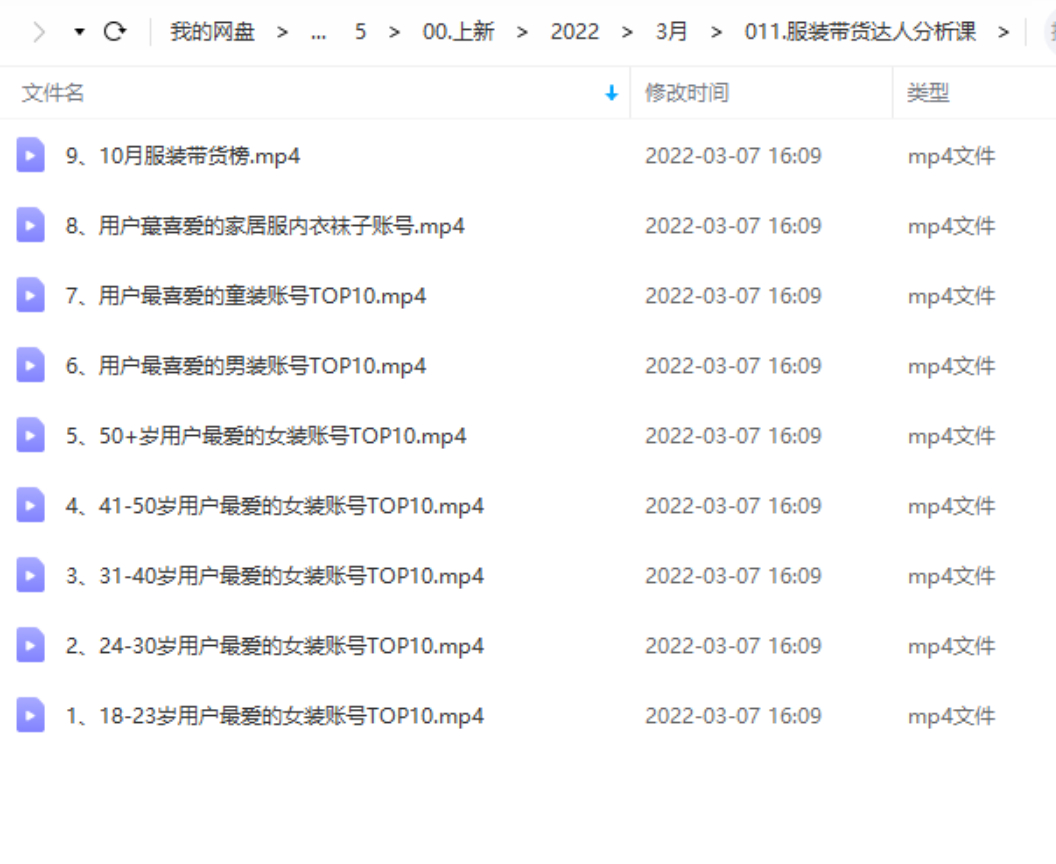 我的网盘 > ... 5 > 00.上新 > 2022 > 3月 > 011.服装带货达人分析课 >
文件名 修改时间 类型
9、10月服装带货榜.mp4 2022-03-07 16:09 mp4文件
8、用户蕞喜爱的家居服内衣袜子账号.mp4 2022-03-07 16:09 mp4文件
7、用户最喜爱的童装账号TOP10.mp4 2022-03-07 16:09 mp4文件
6、用户最喜爱的男装账号TOP10.mp4 2022-03-07 16:09 mp4文件
5、50+岁用户最爱的女装账号TOP10.mp4 2022-03-07 16:09 mp4文件
4、41-50岁用户最爱的女装账号TOP10.mp4 2022-03-07 16:09 mp4文件
3、31-40岁用户最爱的女装账号TOP10.mp4 2022-03-07 16:09 mp4文件
2、24-30岁用户最爱的女装账号TOP10.mp4 2022-03-07 16:09 mp4文件
1、18-23岁用户最爱的女装账号TOP10.mp4 2022-03-07 16:09 mp4文件